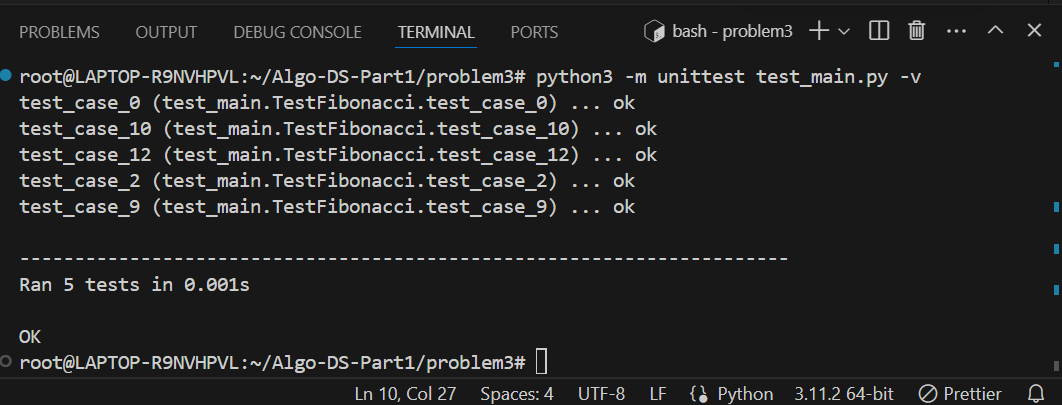 PROBLEMS OUTPUT DEBUG CONSOLE TERMINAL PORTS bash - problem3
root@LAPTOP-R9NVHPVL:~/Algo-DS-Part1/problem3# python3 -m unittest test_main.py -v
test_case_0 (test_main.TestFibonacci.test_case_0) ... ok
test_case_10 (test_main.TestFibonacci.test_case_10) ... ok
test_case_12 (test_main.TestFibonacci.test_case_12) ... ok
test_case_2 (test_main.TestFibonacci.test_case_2) ... ok
test_case_9 (test_main.TestFibonacci.test_case_9) ... ok
----------------------------------------------------------------------
Ran 5 tests in 0.001s
OK
root@LAPTOP-R9NVHPVL:~/Algo-DS-Part1/problem3#
Ln 10, Col 27 Spaces: 4 UTF-8 LF Python 3.11.2 64-bit Prettier